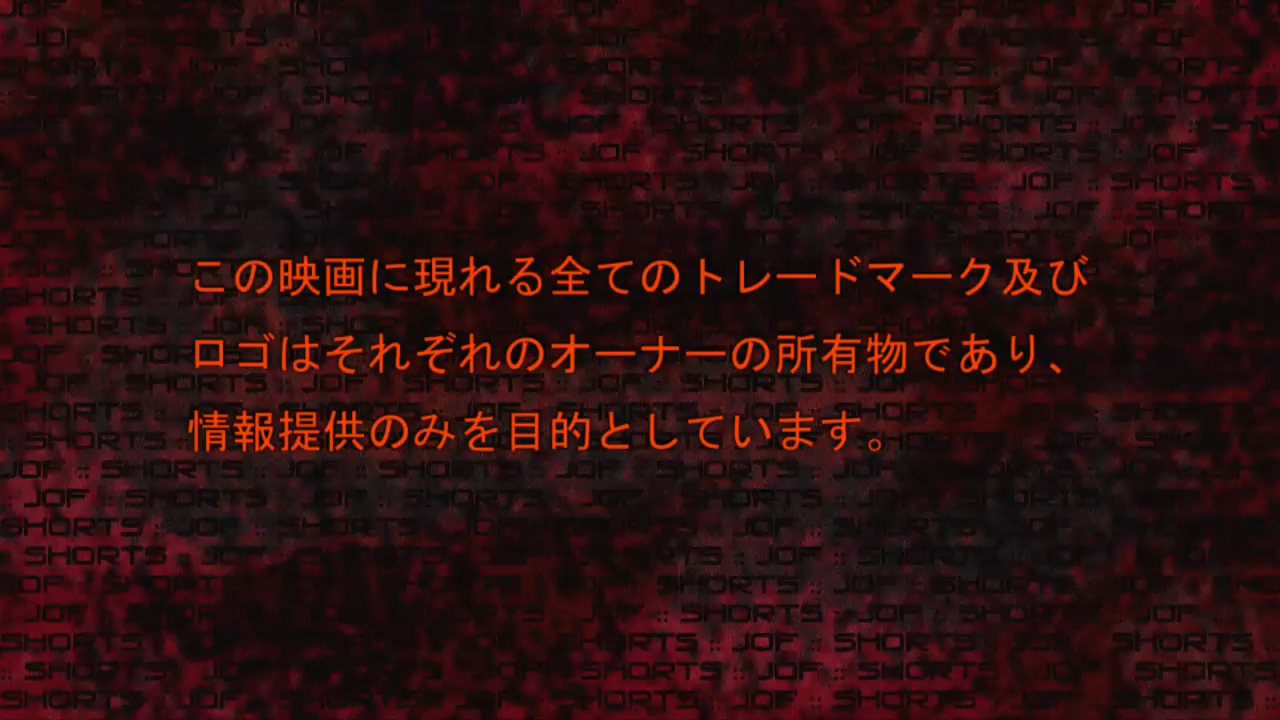 この映画に現れる全てのトレードマーク及び
ロゴはそれぞれのオーナーの所有物であり、
情報提供のみを目的としています。
JOF :: SHORTS